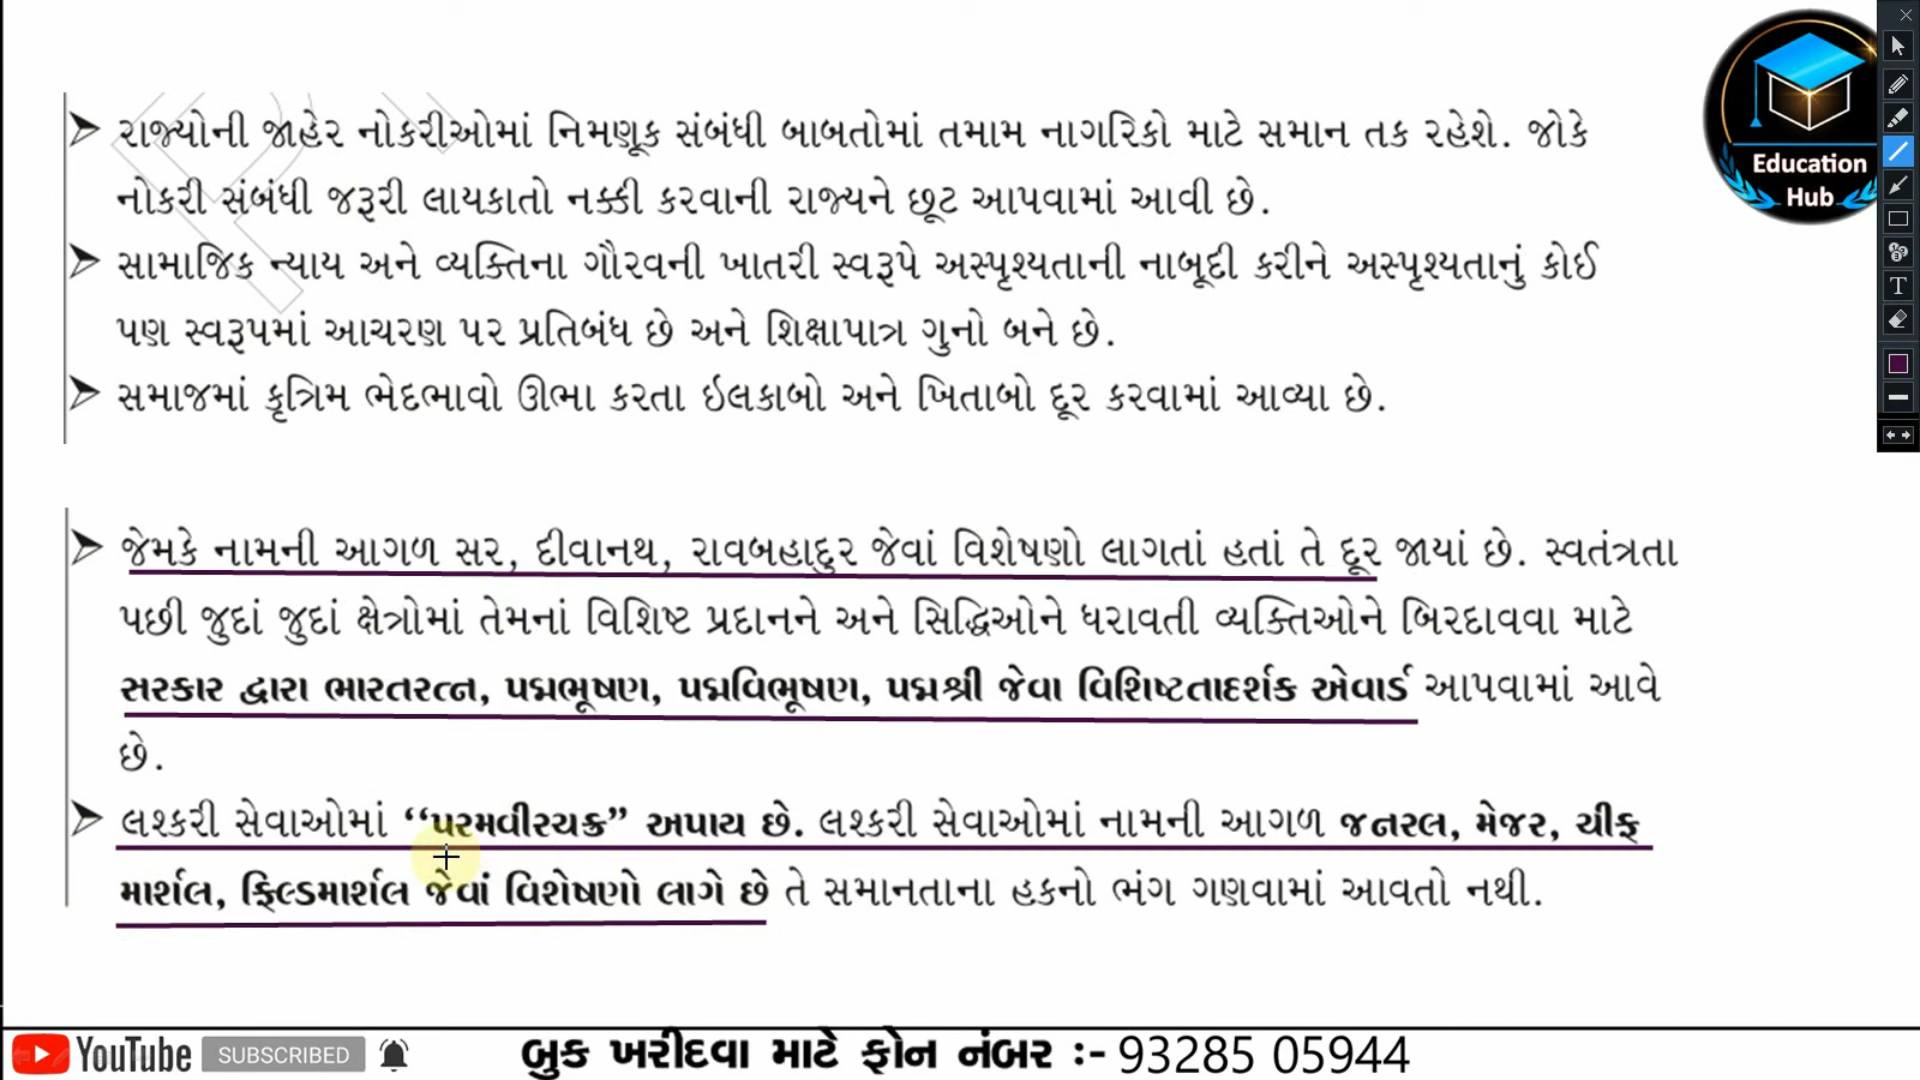 ➢ રાજ્યોની જાહેર નોકરીઓમાં નિમણૂક સંબંધી બાબતોમાં તમામ નાગરિકો માટે સમાન તક રહેશે. જોકે
નોકરી સંબંધી જરૂરી લાયકાતો નક્કી કરવાની રાજ્યને છૂટ આપવામાં આવી છે.
➢ સામાજિક ન્યાય અને વ્યક્તિના ગૌરવની ખાતરી સ્વરૂપે અસ્પૃશ્યતાની નાબૂદી કરીને અસ્પૃશ્યતાનું કોઈ
પણ સ્વરૂપમાં આચરણ પર પ્રતિબંધ છે અને શિક્ષાપાત્ર ગુનો બને છે.
➢ સમાજમાં કૃત્રિમ ભેદભાવો ઊભા કરતા ઇલકાબો અને ખિતાબો દૂર કરવામાં આવ્યા છે.
➢ જેમકે નામની આગળ સર, દીવાનથ, રાવબહાદુર જેવાં વિશેષણો લાગતાં હતાં તે દૂર જાયાં છે. સ્વતંત્રતા
પછી જુદાં જુદાં ક્ષેત્રોમાં તેમનાં વિશિષ્ટ પ્રદાનને અને સિદ્ધિઓને ધરાવતી વ્યક્તિઓને બિરદાવવા માટે
સરકાર દ્વારા ભારતરત્ન, પદ્મભૂષણ, પદ્મવિભૂષણ, પદ્મશ્રી જેવા વિશિષ્ટતાદર્શક એવાર્ડ આપવામાં આવે
છે.
➢ લશ્કરી સેવાઓમાં “પરમવીરચક્ર” અપાય છે. લશ્કરી સેવાઓમાં નામની આગળ જનરલ, મેજર, ચીફ
માર્શલ, ફિલ્ડમાર્શલ જેવાં વિશેષણો લાગે છે તે સમાનતાના હકનો ભંગ ગણવામાં આવતો નથી.
Education
Hub
YouTube SUBSCRIBED બુક ખરીદવા માટે ફોન નંબર :- 93285 05944